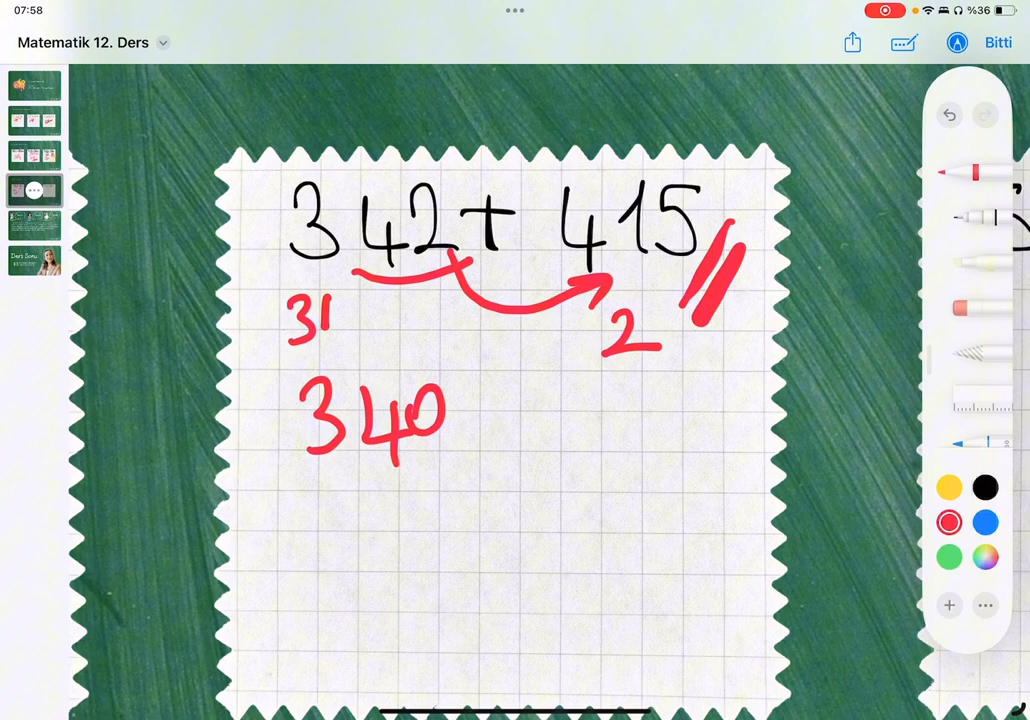 07:58
%36
Matematik 12. Ders
Bitti
342+ 415
31
2
340
Ders Sonu